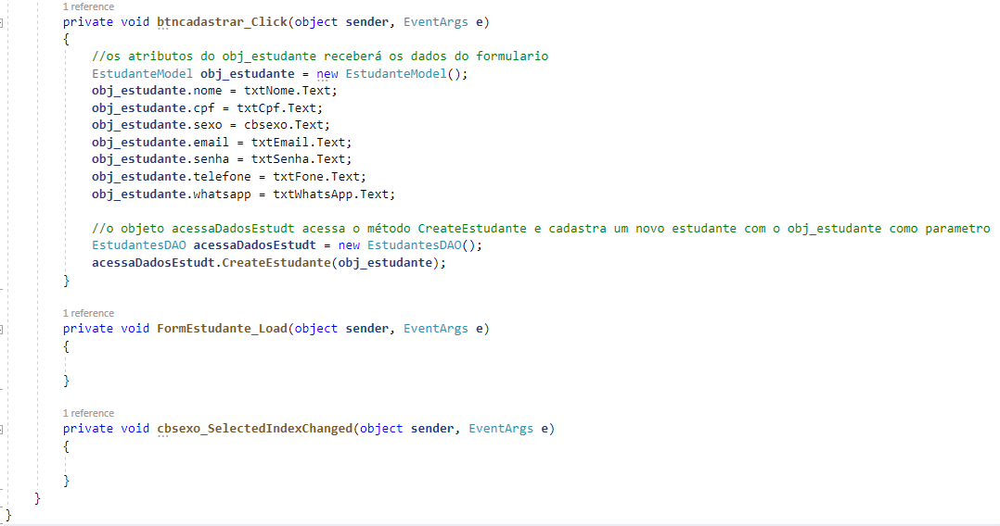 1 reference
private void btncadastrar_Click(object sender, EventArgs e)
{
//os atributos do obj_estudante receberá os dados do formulario
EstudanteModel obj_estudante = new EstudanteModel();
obj_estudante.nome = txtNome.Text;
obj_estudante.cpf = txtCpf.Text;
obj_estudante.sexo = cbsexo.Text;
obj_estudante.email = txtEmail.Text;
obj_estudante.senha = txtSenha.Text;
obj_estudante.telefone = txtFone.Text;
obj_estudante.whatsapp = txtWhatsApp.Text;
//o objeto acessaDadosEstudt acessa o método CreateEstudante e cadastra um novo estudante com o obj_estudante como parametro
EstudantesDAO acessaDadosEstudt = new EstudantesDAO();
acessaDadosEstudt.CreateEstudante(obj_estudante);
}
1 reference
private void FormEstudante_Load(object sender, EventArgs e)
{
}
1 reference
private void cbsexo_SelectedIndexChanged(object sender, EventArgs e)
{
}
}
}